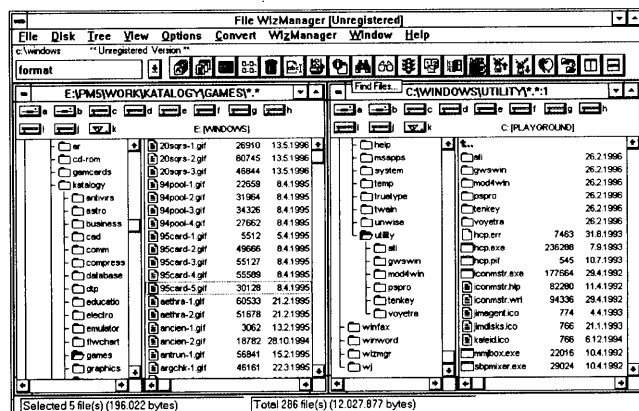 File WizManager [Unregistered]
File Disk Tree View Options Convert WizManager Window Help
c:\windows ** Unregistered Version **
format
Find Files...
E:\PM5\WORK\KATALOGY\GAMES\*.*
a b c d e f g h
i j k
E: [WINDOWS]
ar
cd-rom
gamcards
katalogy
antivirs
astro
business
cad
comm
compress
database
dtp
educatio
electro
emulator
flwchart
games
graphics
20sqrs-1.gif 26910 13.5.1996
20sqrs-2.gif 60745 13.5.1996
20sqrs-3.gif 46844 13.5.1996
94pool-1.gif 22659 8.4.1995
94pool-2.gif 31964 8.4.1995
94pool-3.gif 34326 8.4.1995
94pool-4.gif 27662 8.4.1995
95card-1.gif 5512 5.4.1995
95card-2.gif 49666 8.4.1995
95card-3.gif 55127 8.4.1995
95card-4.gif 55589 8.4.1995
95card-5.gif 30128 8.4.1995
aethra-1.gif 60533 21.2.1995
aethra-2.gif 51678 21.2.1995
ancien-1.gif 3062 13.2.1995
ancien-2.gif 18782 28.10.1994
antrun-1.gif 56841 15.2.1995
argchk-1.gif 46161 22.3.1995
C:\WINDOWS\UTILITY\*.*:1
a b c d e f g h
i j k
C: [PLAYGROUND]
help
msapps
system
temp
truetype
twain
unwise
utility
ati
gwswin
mod4win
pspro
tenkey
voyetra
winfax
winword
wizmgr
wj
t..
ati 26.2.1996
gwswin 26.2.1996
mod4win 26.2.1996
pspro 26.2.1996
tenkey 26.2.1996
voyetra 26.2.1996
hcp.err 7463 31.8.1993
hcp.exe 236288 7.9.1993
hcp.pif 545 10.7.1993
iconmstr.exe 177664 29.4.1992
iconmstr.hlp 82280 11.4.1992
iconmstr.wri 94336 29.4.1992
jmagent.ico 774 4.4.1993
jmdisks.ico 766 21.1.1993
kaleid.ico 766 6.12.1994
mmjbox.exe 22016 10.4.1992
sbpmixer.exe 29024 10.4.1992
Selected 5 file(s) (196.022 bytes) Total 286 file(s) (12.027.877 bytes)